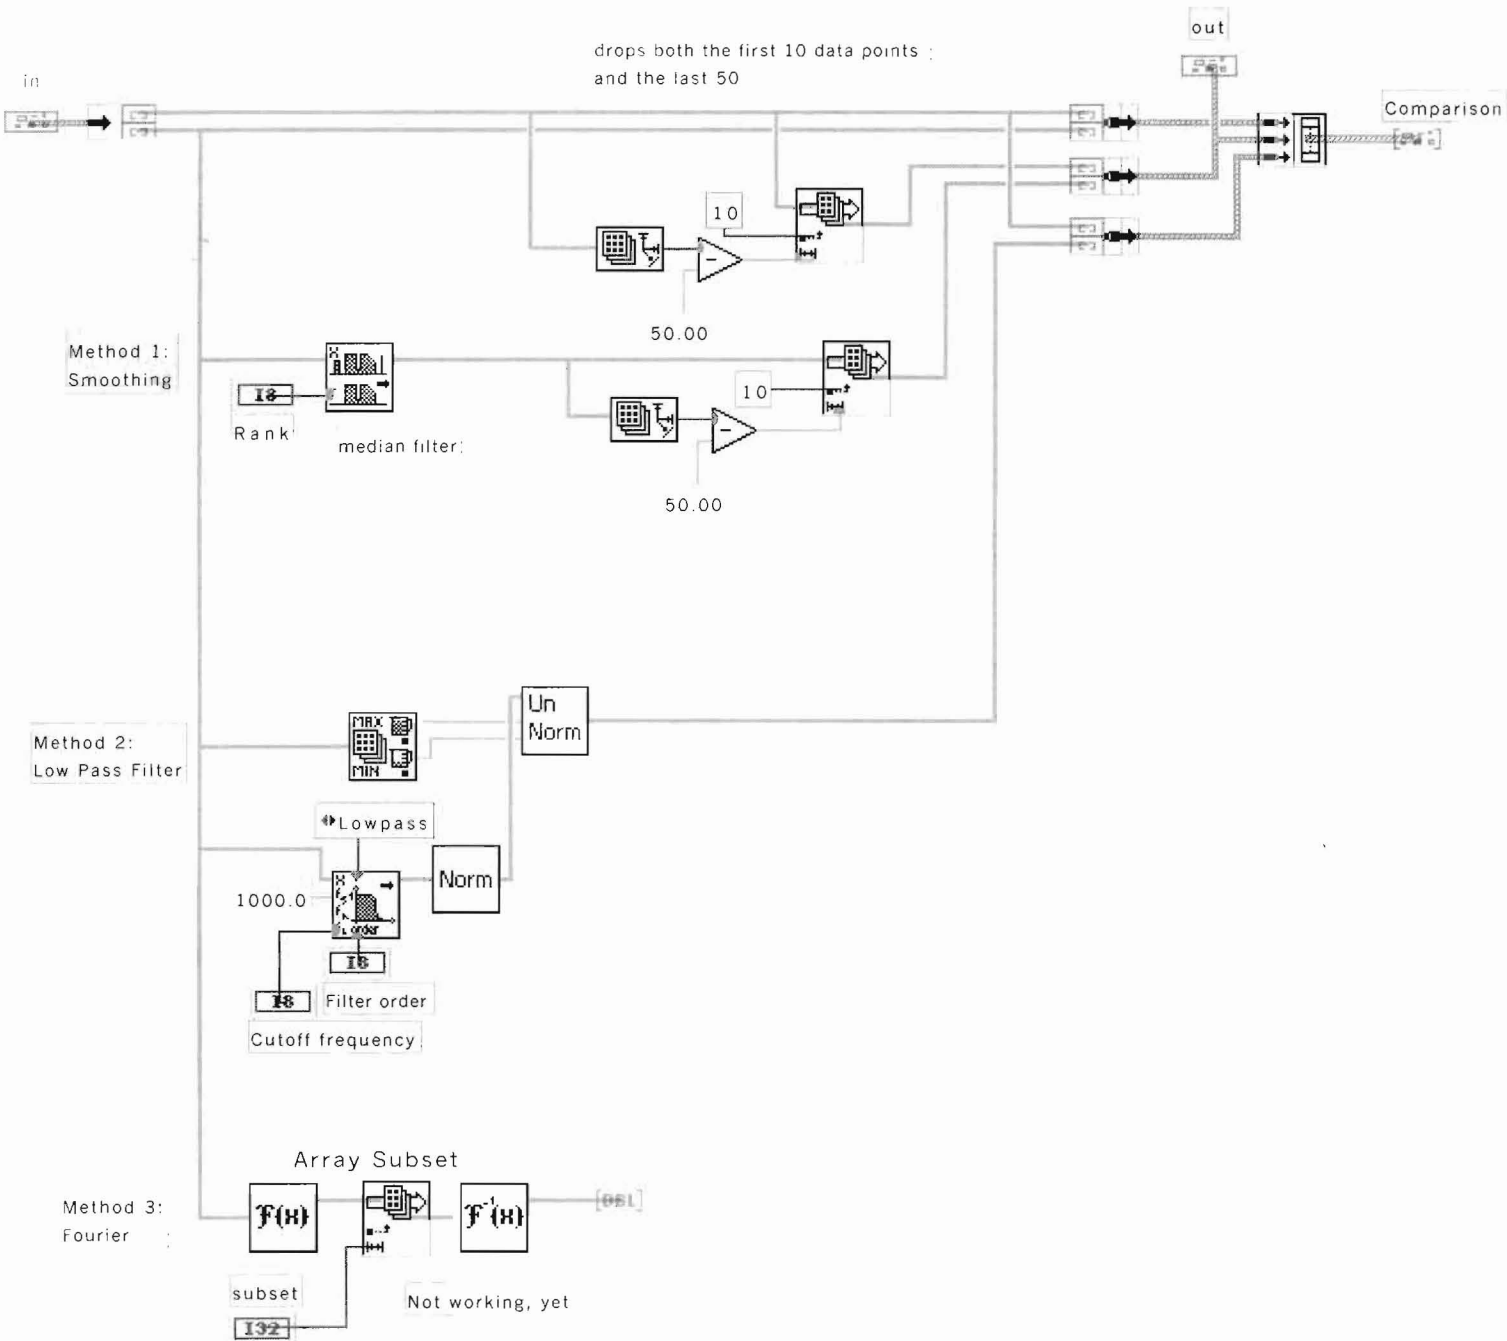 out
drops both the first 10 data points
and the last 50
in
Comparison
10
50.00
Method 1:
Smoothing
I8
Rank
median filter
10
50.00
Un
Norm
Method 2:
Low Pass Filter
MAX
MIN
Lowpass
X
order
1000.0
Norm
I8
I8
Filter order
Cutoff frequency
Array Subset
Method 3:
Fourier
F(x)
F⁻¹(x)
[DBL]
subset
Not working, yet
I32